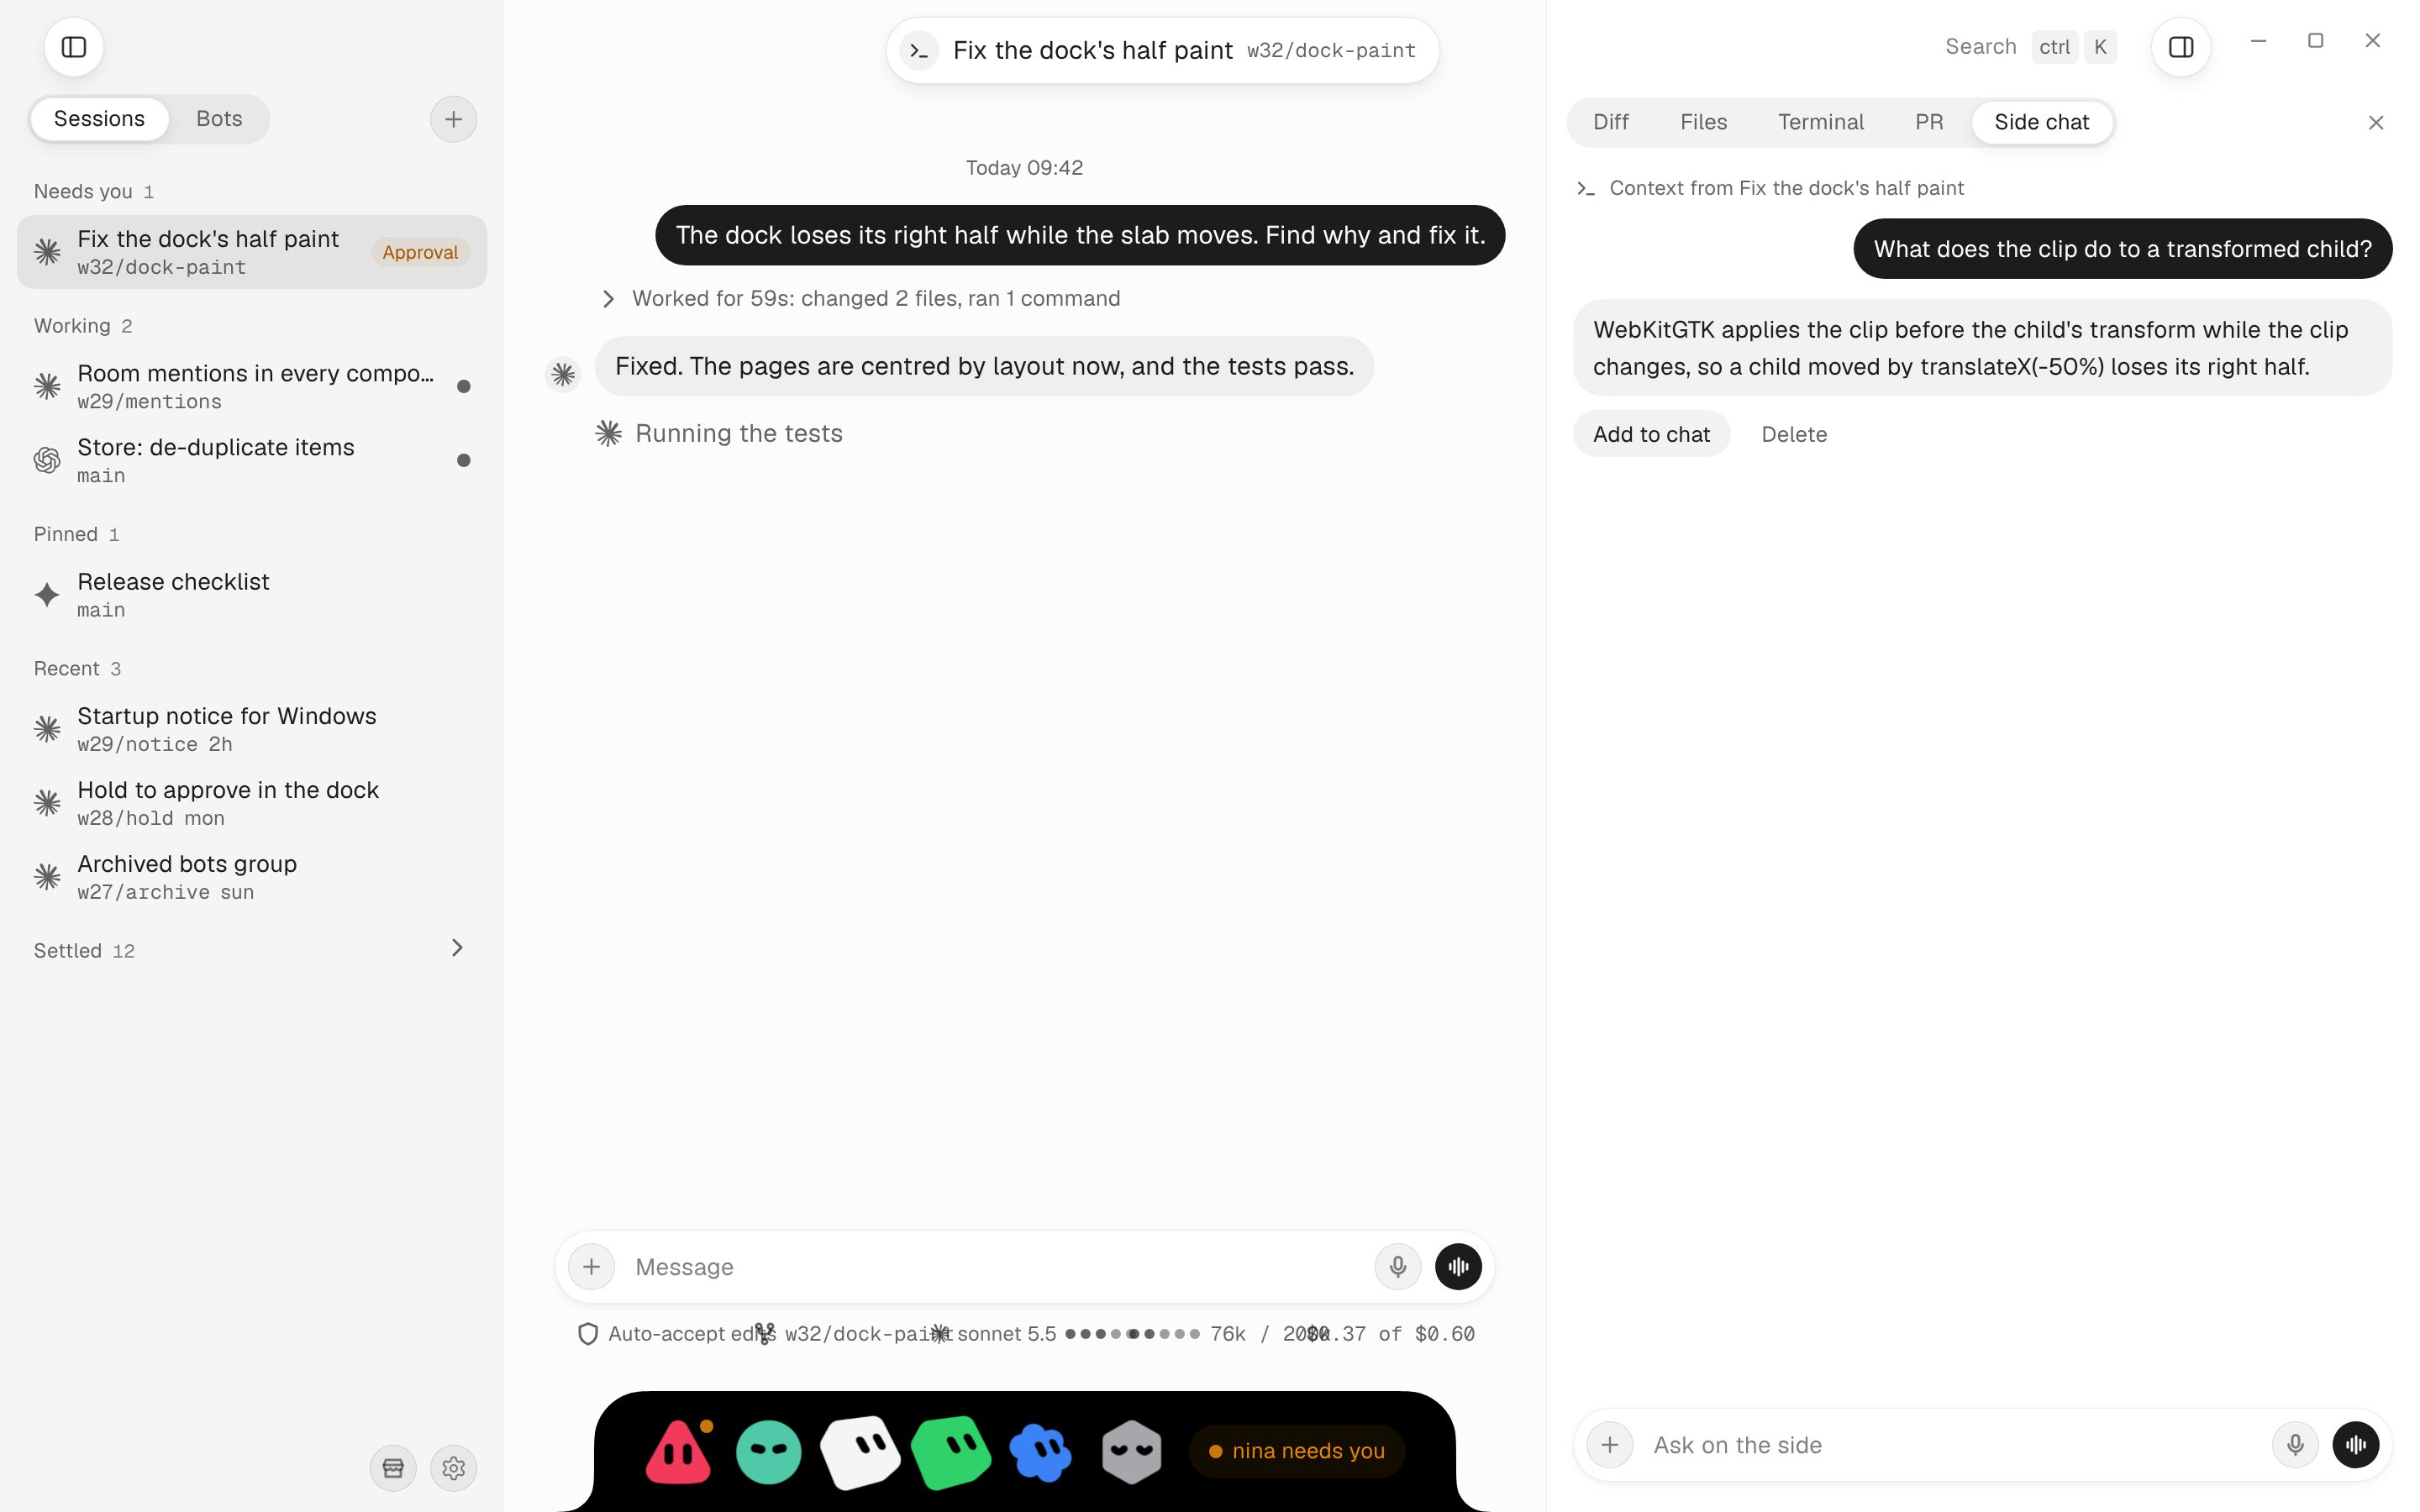 Fix the dock's half paint w32/dock-paint
Search ctrl K
Sessions Bots
Needs you 1
Fix the dock's half paint
w32/dock-paint
Approval
Working 2
Room mentions in every compo…
w29/mentions
Store: de-duplicate items
main
Pinned 1
Release checklist
main
Recent 3
Startup notice for Windows
w29/notice 2h
Hold to approve in the dock
w28/hold mon
Archived bots group
w27/archive sun
Settled 12
Today 09:42
The dock loses its right half while the slab moves. Find why and fix it.
Worked for 59s: changed 2 files, ran 1 command
Fixed. The pages are centred by layout now, and the tests pass.
Running the tests
Message
Auto-accept edits w32/dock-paint sonnet 5.5 76k / 200k $0.37 of $0.60
nina needs you
Diff Files Terminal PR Side chat
Context from Fix the dock's half paint
What does the clip do to a transformed child?
WebKitGTK applies the clip before the child's transform while the clip
changes, so a child moved by translateX(-50%) loses its right half.
Add to chat Delete
Ask on the side